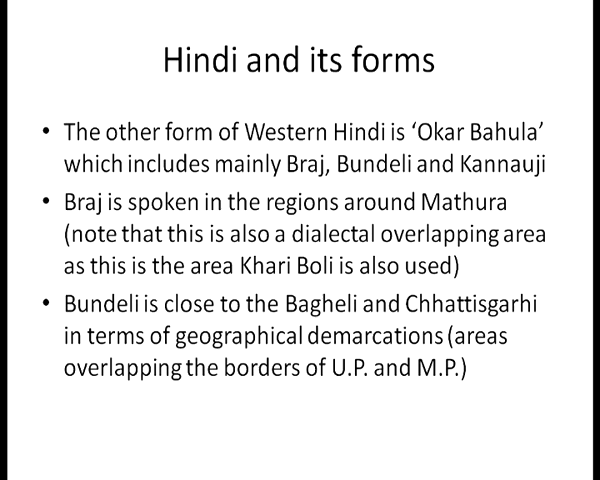 Hindi and its forms
• The other form of Western Hindi is ‘Okar Bahula’
which includes mainly Braj, Bundeli and Kannauji
• Braj is spoken in the regions around Mathura
(note that this is also a dialectal overlapping area
as this is the area Khari Boli is also used)
• Bundeli is close to the Bagheli and Chhattisgarhi
in terms of geographical demarcations (areas
overlapping the borders of U.P. and M.P.)